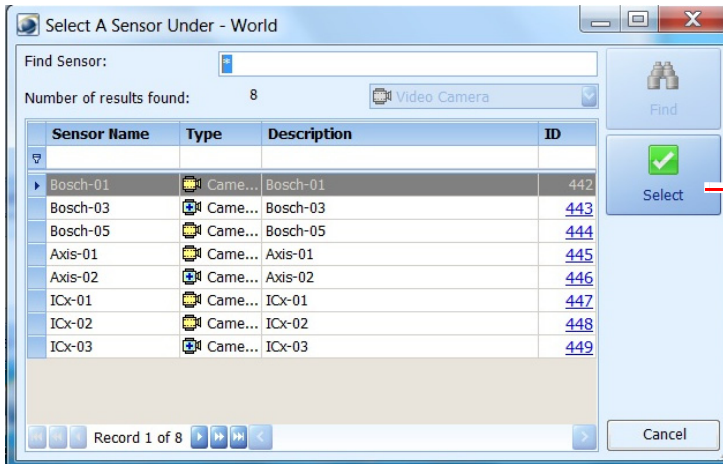 Select A Sensor Under - World
Find Sensor: *
Number of results found: 8 Video Camera
Find
Sensor Name Type Description ID
Bosch-01 Came... Bosch-01 442
Select
Bosch-03 Came... Bosch-03 443
Bosch-05 Came... Bosch-05 444
Axis-01 Came... Axis-01 445
Axis-02 Came... Axis-02 446
ICx-01 Came... ICx-01 447
ICx-02 Came... ICx-02 448
ICx-03 Came... ICx-03 449
Record 1 of 8
Cancel